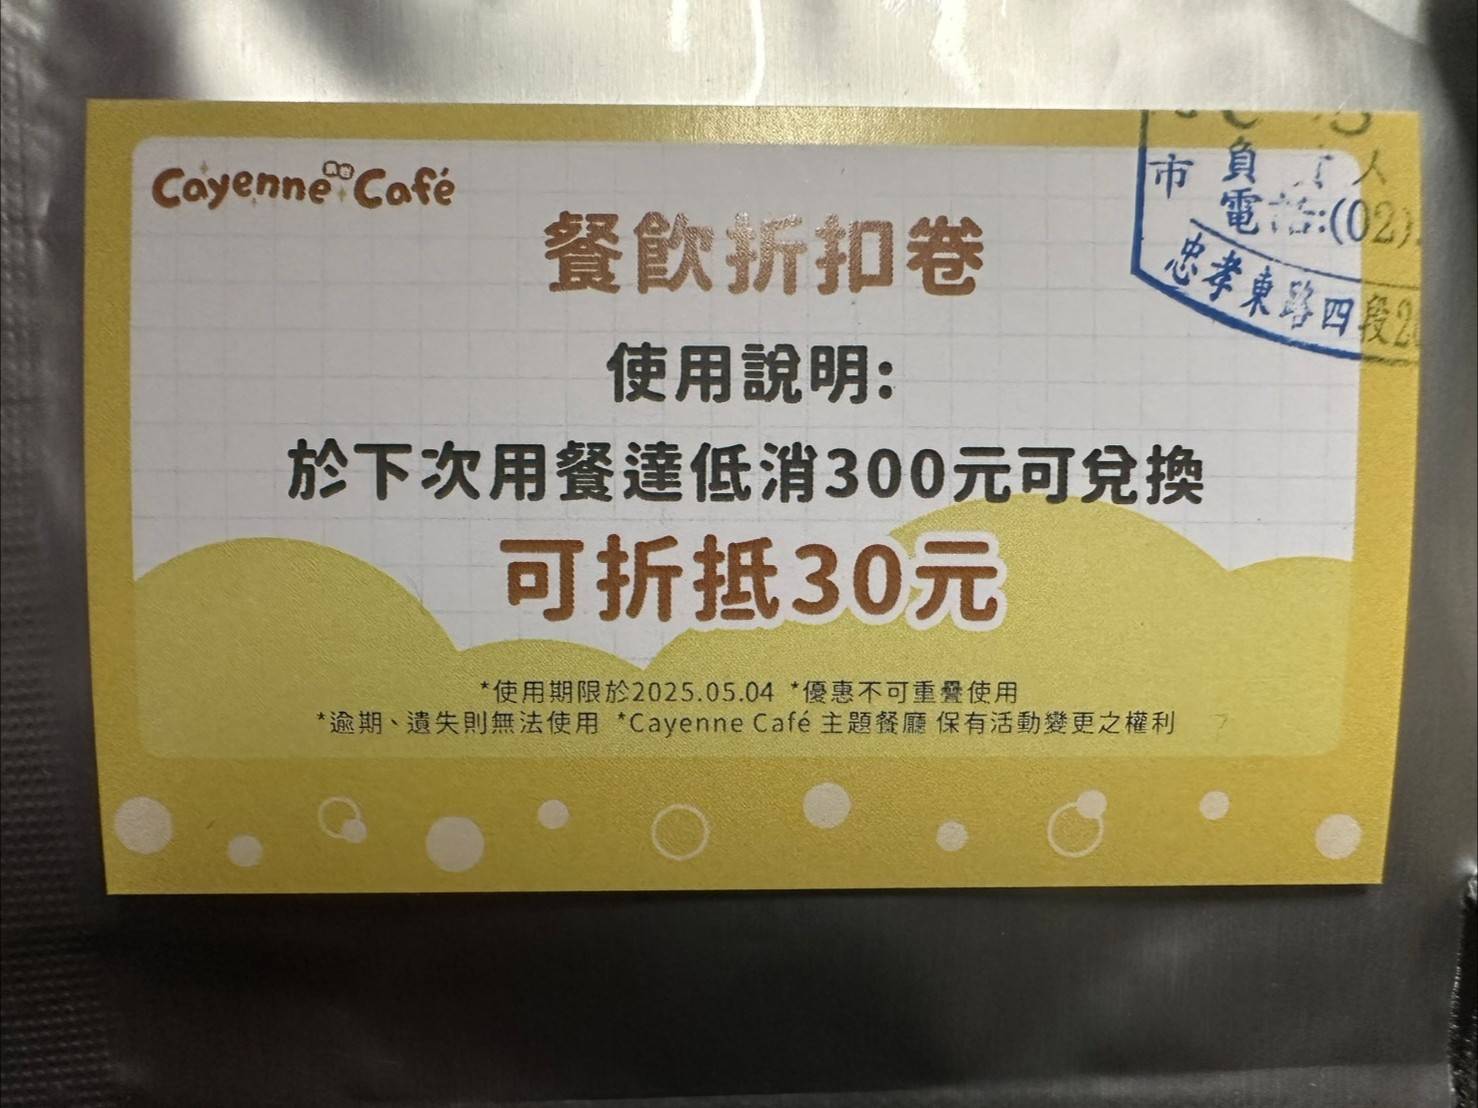 Cayenne Café
餐飲折扣卷
負 人
市 電話:(02)
忠孝東路四段2
使用說明:
於下次用餐達低消300元可兌換
可折抵30元
*使用期限於2025.05.04 *優惠不可重疊使用
*逾期、遺失則無法使用 *Cayenne Café 主題餐廳 保有活動變更之權利